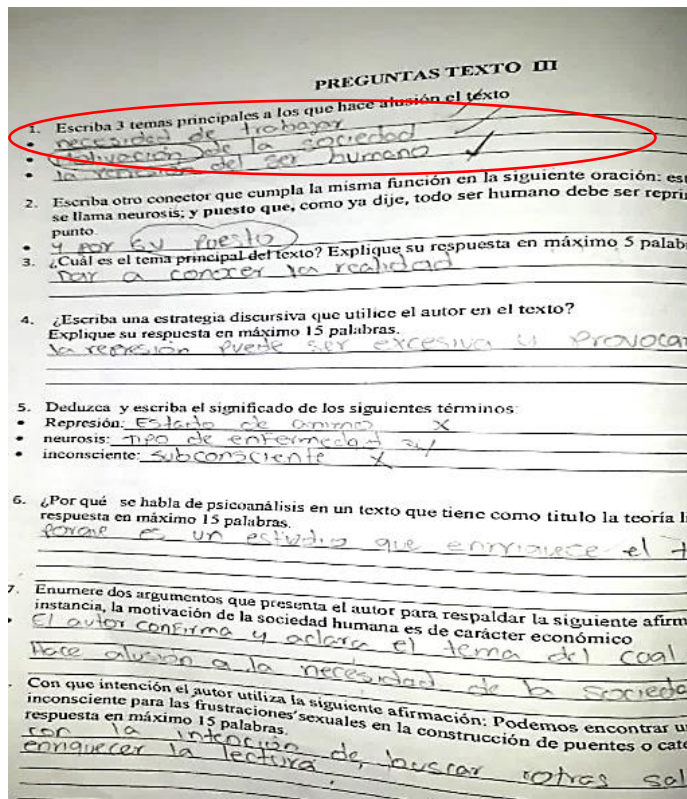 PREGUNTAS TEXTO III
1. Escriba 3 temas principales a los que hace alusión el texto
• necesidad de trabajar
• Motivación de la sociedad
• la represión del ser humano
2. Escriba otro conector que cumpla la misma función en la siguiente oración:
se llama neurosis; y puesto que, como ya dije, todo ser humano debe ser
punto
• y por su puesto
3. ¿Cuál es el tema principal del texto? Explique su respuesta en máximo 5
Dar a conocer la realidad
4. ¿Escriba una estrategia discursiva que utilice el autor en el texto?
Explique su respuesta en máximo 15 palabras.
la represión puede ser excesiva y Provocar
5. Deduzca y escriba el significado de los siguientes términos:
• Represión: Estado de animo
• neurosis: Tipo de enfermedad
• inconsciente: subconsciente
6. ¿Por qué se habla de psicoanálisis en un texto que tiene como titulo la teoría
respuesta en máximo 15 palabras.
porque es un estudio que enriquece el
7. Enumere dos argumentos que presenta el autor para respaldar la siguiente
instancia, la motivación de la sociedad humana es de carácter económico
• El autor confirma y aclara el tema del coal
Hace alusión a la necesidad de la
Con que intención el autor utiliza la siguiente afirmación: Podemos encontrar
inconsciente para las frustraciones sexuales en la construcción de puentes o
respuesta en máximo 15 palabras.
con la intención de, buscar otras
enriquecer la lectura.